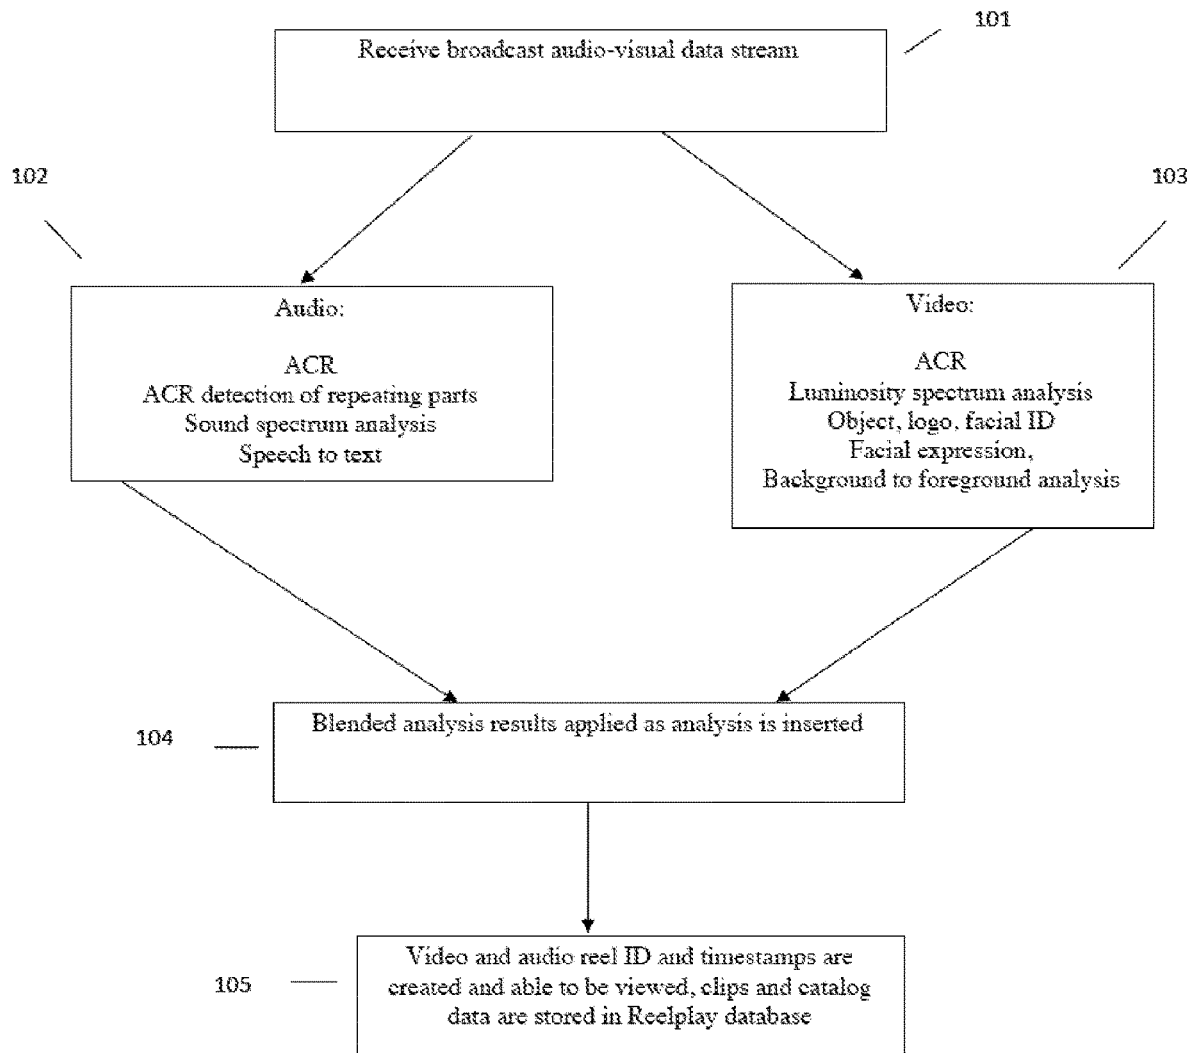 101
Receive broadcast audio-visual data stream
102
103
Audio:
ACR
ACR detection of repeating parts
Sound spectrum analysis
Speech to text
Video:
ACR
Luminosity spectrum analysis
Object, logo, facial ID
Facial expression,
Background to foreground analysis
104
Blended analysis results applied as analysis is inserted
105
Video and audio reel ID and timestamps are
created and able to be viewed, clips and catalog
data are stored in Reelplay database